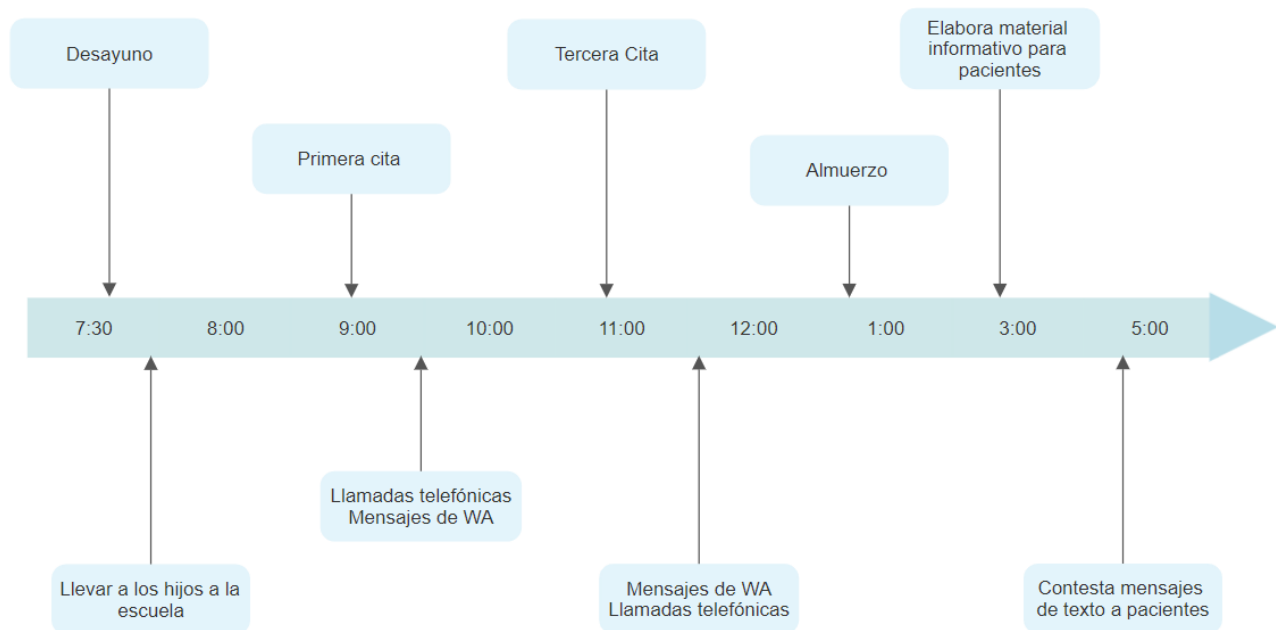 Desayuno
Primera cita
Tercera Cita
Almuerzo
Elabora material
informativo para
pacientes
7:30
8:00
9:00
10:00
11:00
12:00
1:00
3:00
5:00
Llevar a los hijos a la
escuela
Llamadas telefónicas
Mensajes de WA
Mensajes de WA
Llamadas telefónicas
Contesta mensajes
de texto a pacientes